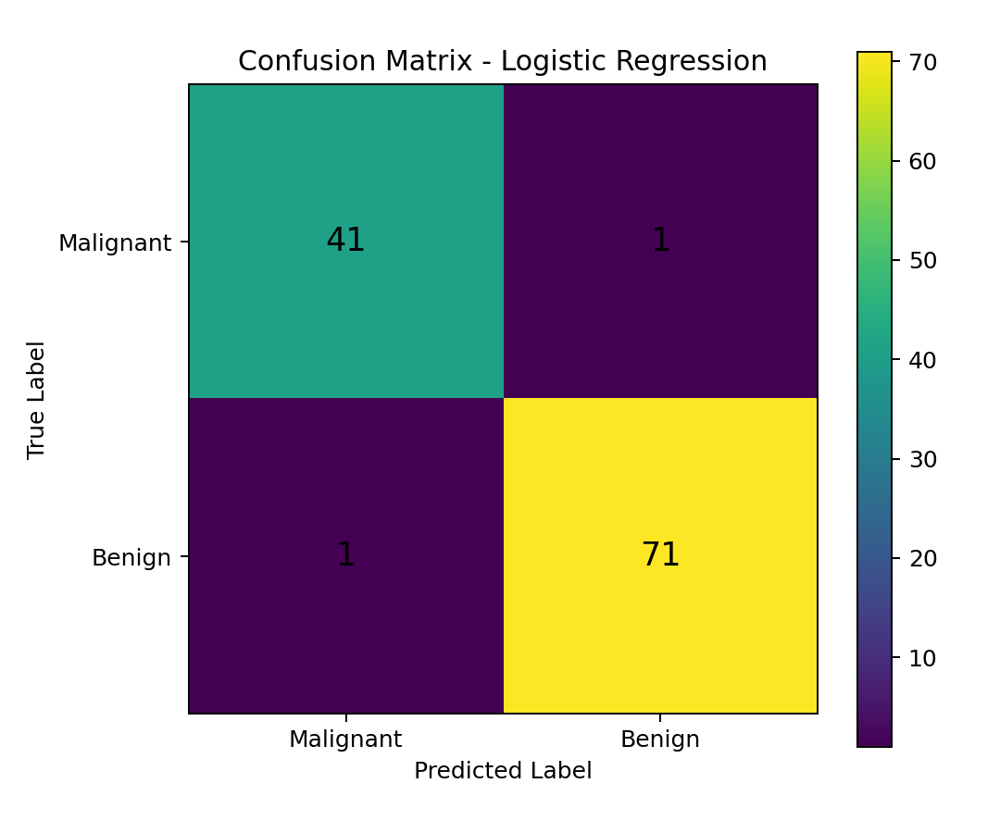 Confusion Matrix - Logistic Regression
True Label
Malignant
41
1
Benign
1
71
Malignant
Benign
Predicted Label
70
60
50
40
30
20
10